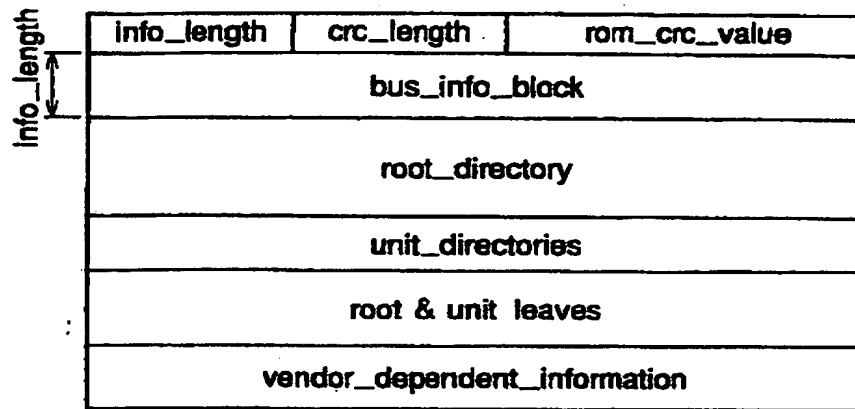 info_length crc_length rom_crc_value
info_length
bus_info_block
root_directory
unit_directories
root & unit leaves
vendor_dependent_information